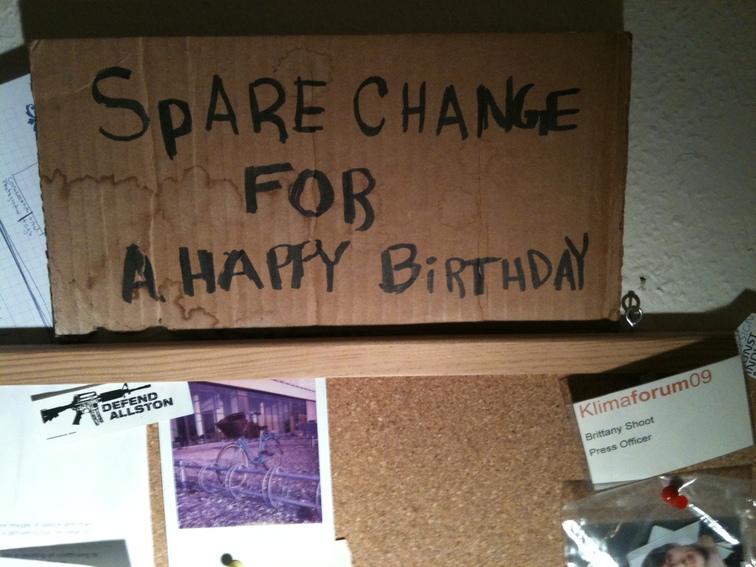 SpARE CHANGE
FOR
A HAPPY BiRTHDAY
DEFEND
ALLSTON
Klimaforum09
Brittany Shoot
Press Officer